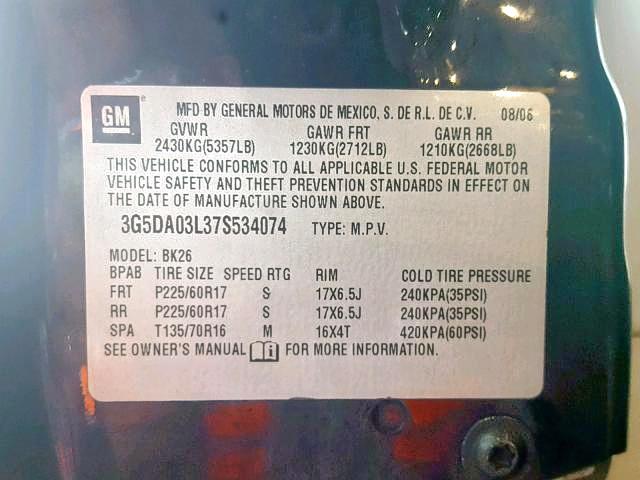 GM ® MFD BY GENERAL MOTORS DE MEXICO, S. DE R.L. DE C.V. 08/06
GVWR GAWR FRT GAWR RR
2430KG(5357LB) 1230KG(2712LB) 1210KG(2668LB)
THIS VEHICLE CONFORMS TO ALL APPLICABLE U.S. FEDERAL MOTOR
VEHICLE SAFETY AND THEFT PREVENTION STANDARDS IN EFFECT ON
THE DATE OF MANUFACTURE SHOWN ABOVE.
3G5DA03L37S534074 TYPE: M.P.V.
MODEL: BK26
BPAB TIRE SIZE SPEED RTG RIM COLD TIRE PRESSURE
FRT P225/60R17 S 17X6.5J 240KPA(35PSI)
RR P225/60R17 S 17X6.5J 240KPA(35PSI)
SPA T135/70R16 M 16X4T 420KPA(60PSI)
SEE OWNER'S MANUAL FOR MORE INFORMATION.